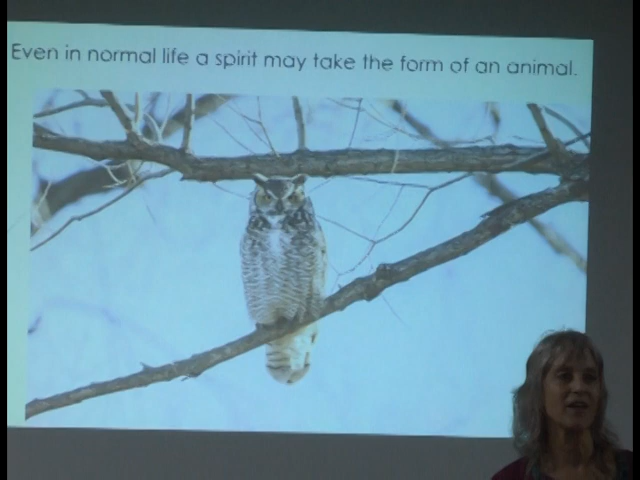 Even in normal life a spirit may take the form of an animal.